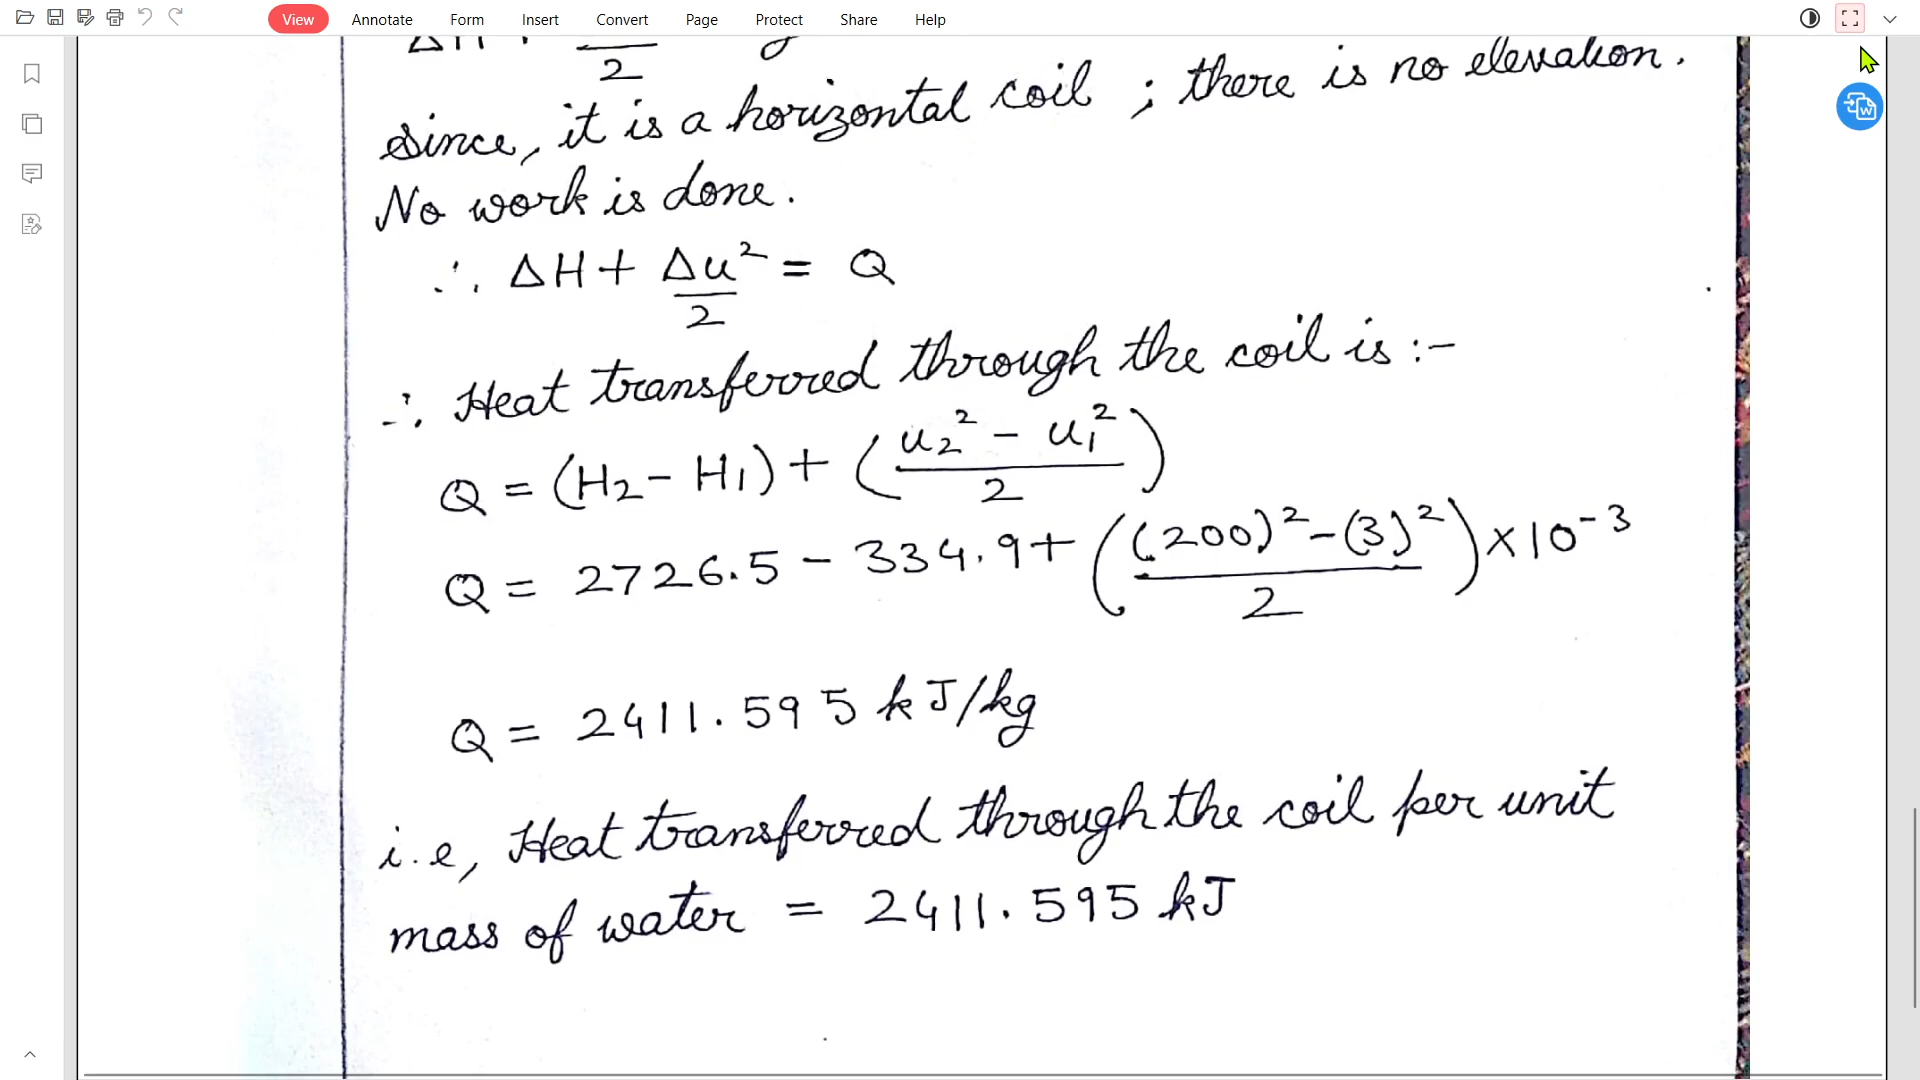 View Annotate Form Insert Convert Page Protect Share Help
2
since, it is a horizontal coil ; there is no elevation.
No work is done.
∴ ΔH + Δu²/2 = Q
∴ Heat transferred through the coil is :-
Q = (H₂ - H₁) + ((u₂² - u₁²)/2)
Q = 2726.5 - 334.9 + (((200)² - (3)²)/2) × 10⁻³
Q = 2411.595 kJ/kg
i.e, Heat transferred through the coil per unit
mass of water = 2411.595 kJ